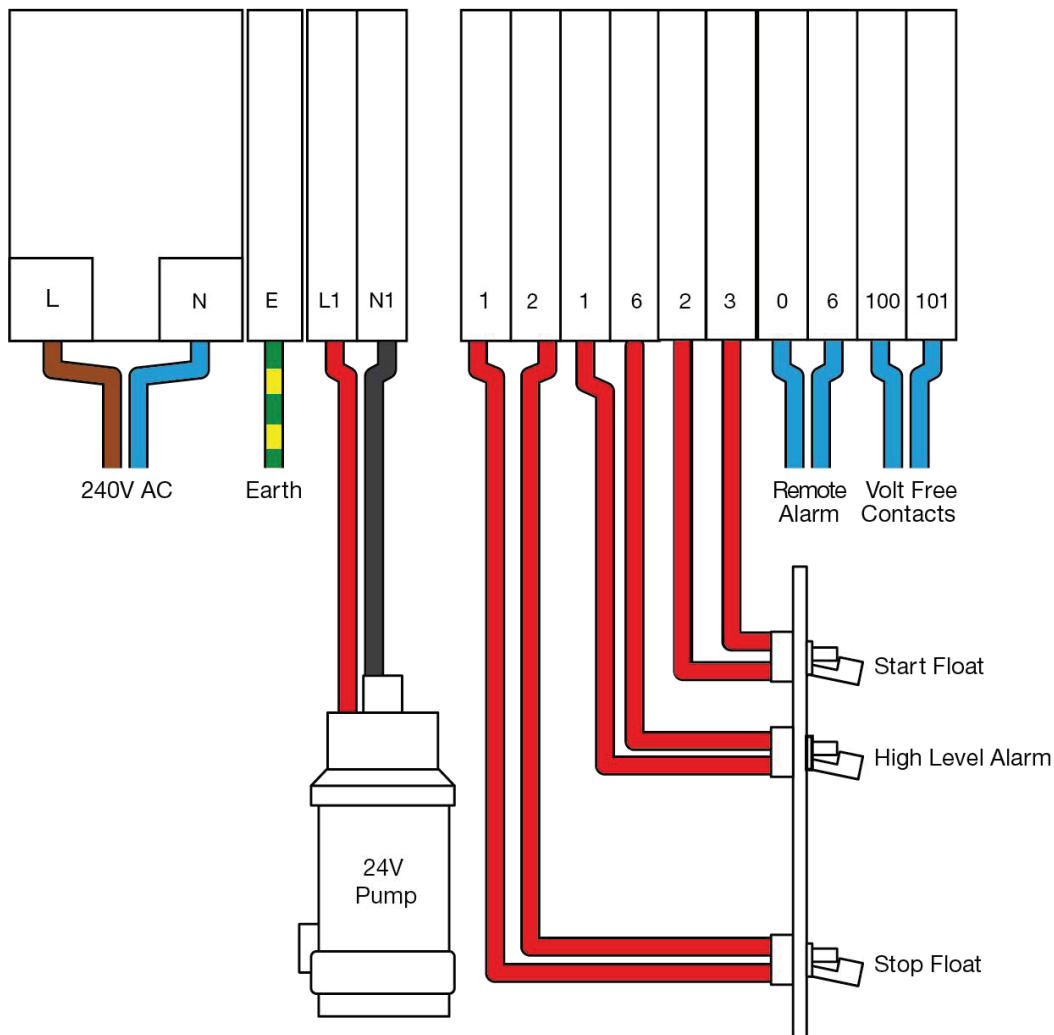 L
N
E
L1
N1
1
2
1
6
2
3
0
6
100
101
240V AC
Earth
Remote
Alarm
Volt Free
Contacts
Start Float
High Level Alarm
24V
Pump
Stop Float